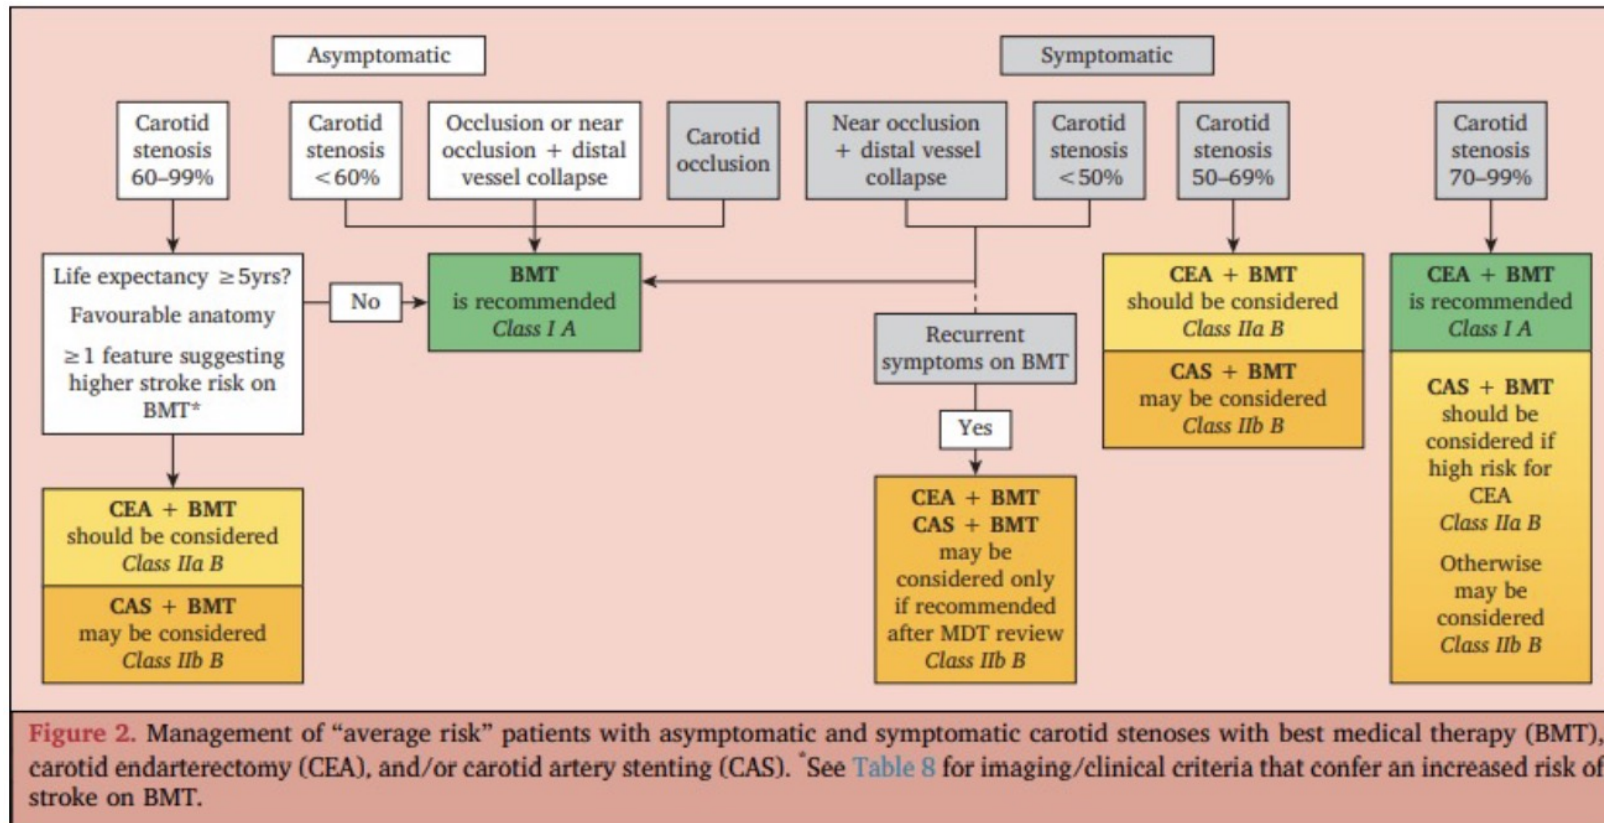 Asymptomatic
Symptomatic
Carotid
stenosis
60–99%
Carotid
stenosis
<60%
Occlusion or near
occlusion + distal
vessel collapse
Carotid
occlusion
Near occlusion
+ distal vessel
collapse
Carotid
stenosis
<50%
Carotid
stenosis
50–69%
Carotid
stenosis
70–99%
Life expectancy ≥5yrs?
Favourable anatomy
≥1 feature suggesting
higher stroke risk on
BMT*
No
BMT
is recommended
Class I A
Recurrent
symptoms on BMT
Yes
CEA + BMT
should be considered
Class IIa B
CAS + BMT
may be considered
Class IIb B
CEA + BMT
is recommended
Class I A
CAS + BMT
should be
considered if
high risk for
CEA
Class IIa B
Otherwise
may be
considered
Class IIb B
CEA + BMT
should be considered
Class IIa B
CAS + BMT
may be considered
Class IIb B
CEA + BMT
CAS + BMT
may be
considered only
if recommended
after MDT review
Class IIb B
Figure 2. Management of “average risk” patients with asymptomatic and symptomatic carotid stenoses with best medical therapy (BMT),
carotid endarterectomy (CEA), and/or carotid artery stenting (CAS). *See Table 8 for imaging/clinical criteria that confer an increased risk of
stroke on BMT.